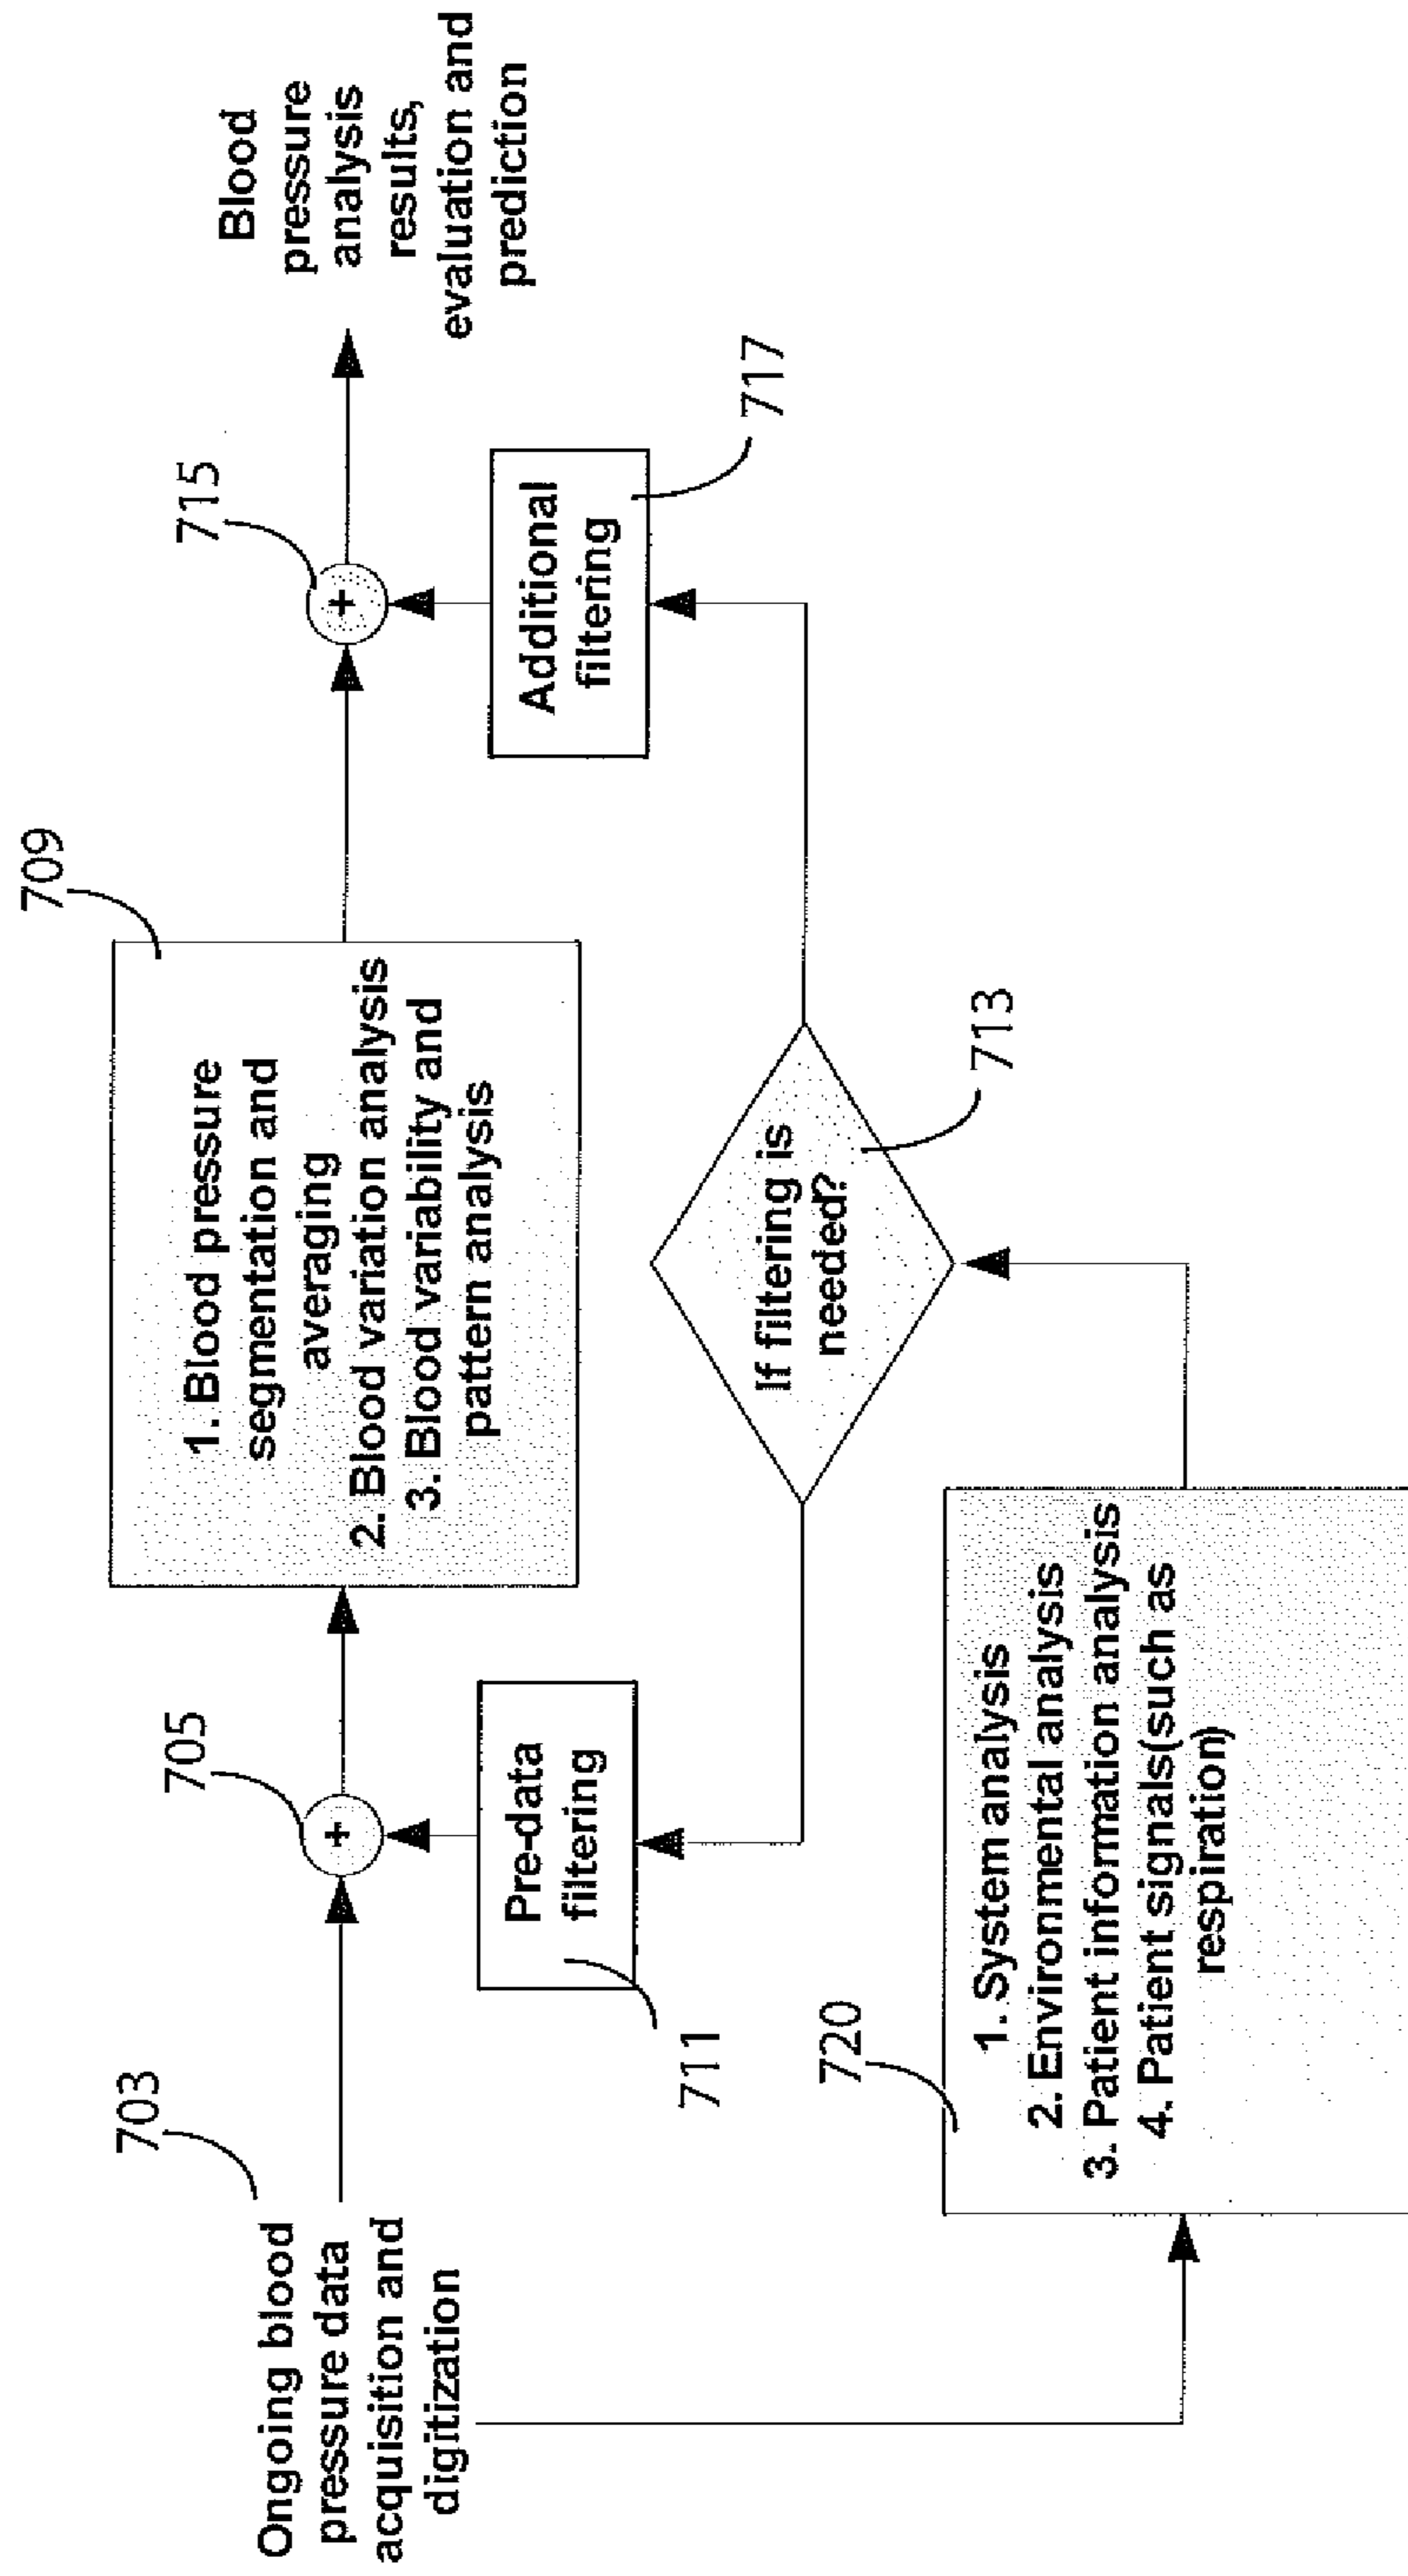 703
Ongoing blood
pressure data
acquisition and
digitization
705
+
Pre-data
filtering
711
709
1. Blood pressure
segmentation and
averaging
2. Blood variation analysis
3. Blood variability and
pattern analysis
715
+
Blood
pressure
analysis
results,
evaluation and
prediction
Additional
filtering
717
If filtering is
needed?
713
720
1. System analysis
2. Environmental analysis
3. Patient information analysis
4. Patient signals(such as
respiration)